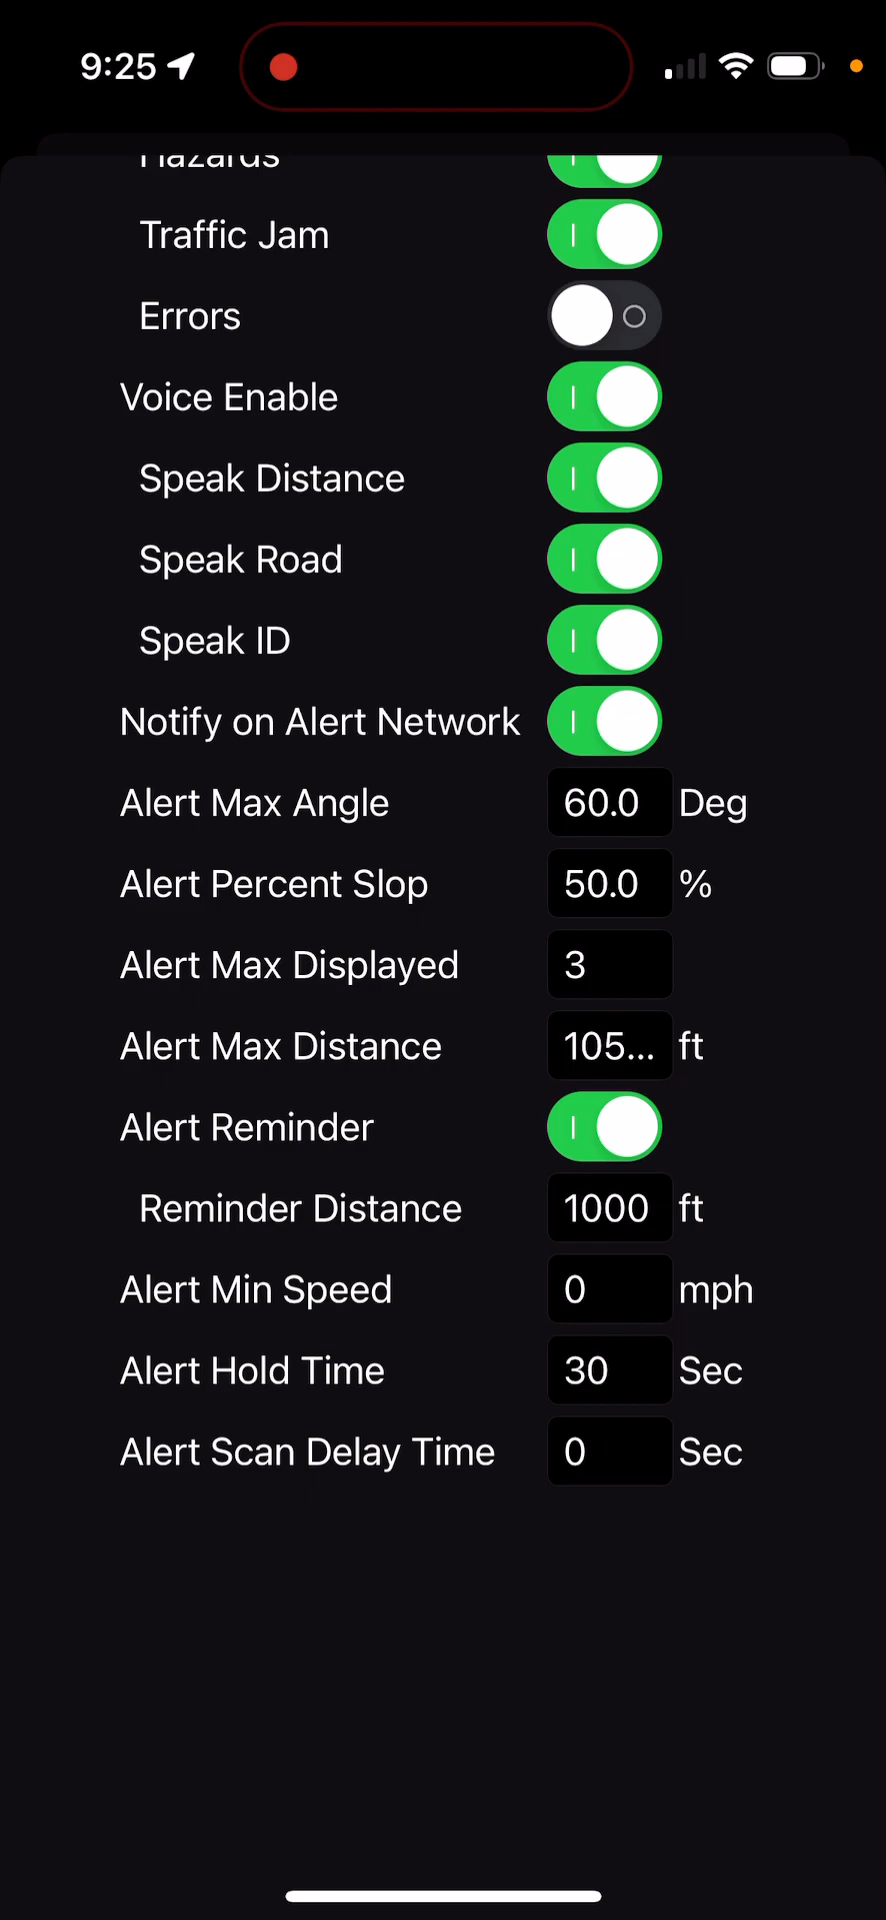 9:25
Hazards
Traffic Jam
Errors
Voice Enable
Speak Distance
Speak Road
Speak ID
Notify on Alert Network
Alert Max Angle 60.0 Deg
Alert Percent Slop 50.0 %
Alert Max Displayed 3
Alert Max Distance 105... ft
Alert Reminder
Reminder Distance 1000 ft
Alert Min Speed 0 mph
Alert Hold Time 30 Sec
Alert Scan Delay Time 0 Sec